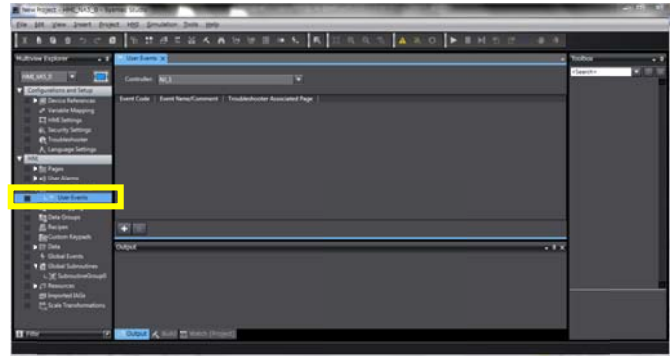 New Project - HMI_NA5_0 - Sysmac Studio
File Edit View Insert Project HMI Simulation Tools Help
Multiview Explorer
User Events
Toolbox
HMI_NA5_0
Controller:
<Search>
Configurations and Setup
Device References
Variable Mapping
HMI Settings
Security Settings
Troubleshooter
Language Settings
HMI
Pages
User Alarms
User Events
Data Groups
Recipes
Custom Keypads
Data
Global Events
Global Subroutines
SubroutineGroup0
Resources
Imported IAGs
Scale Transformations
Event Code Event Name/Comment Troubleshooter Associated Page
Output
Filter
Output Build Watch (Project)